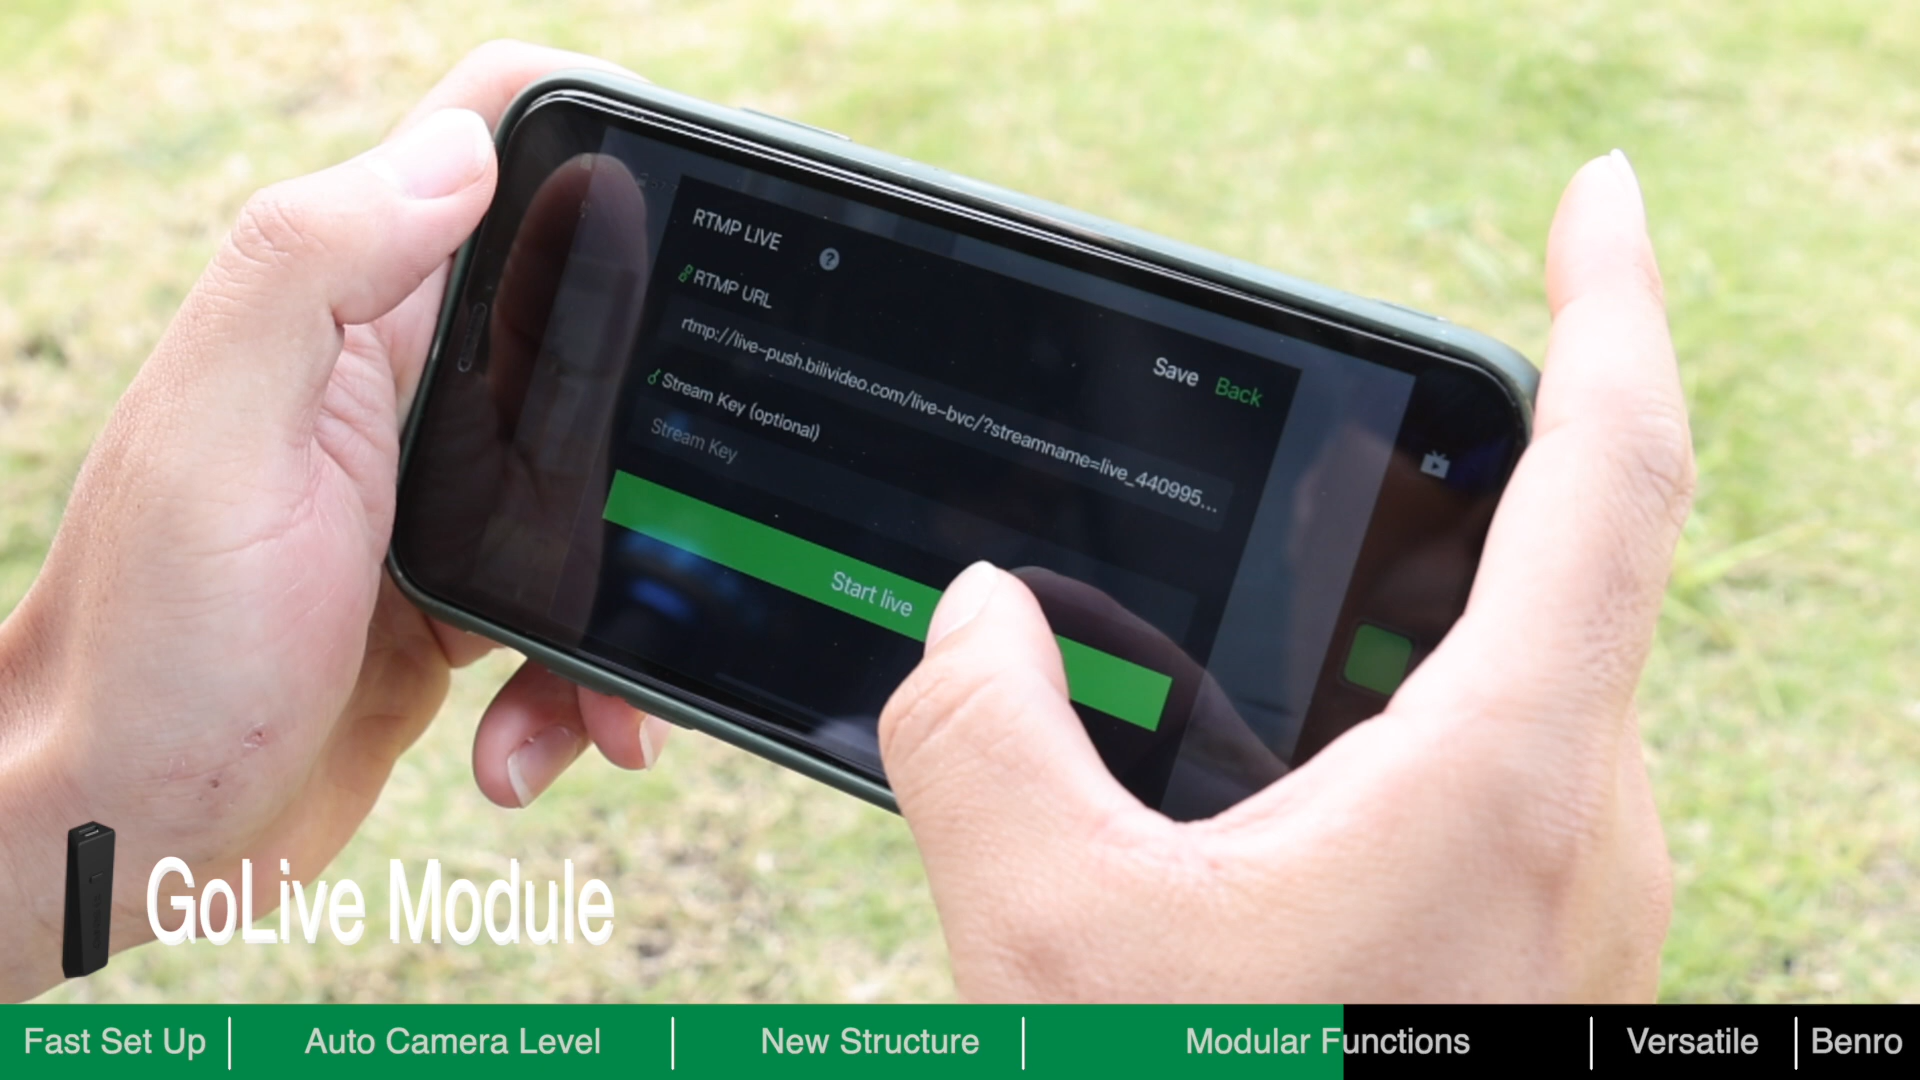 RTMP LIVE
RTMP URL
rtmp://live-push.bilivideo.com/live-bvc/?streamname=live_440995...
Save Back
Stream Key (optional)
Stream Key
Start live
GoLive Module
Fast Set Up
Auto Camera Level
New Structure
Modular Functions
Versatile
Benro